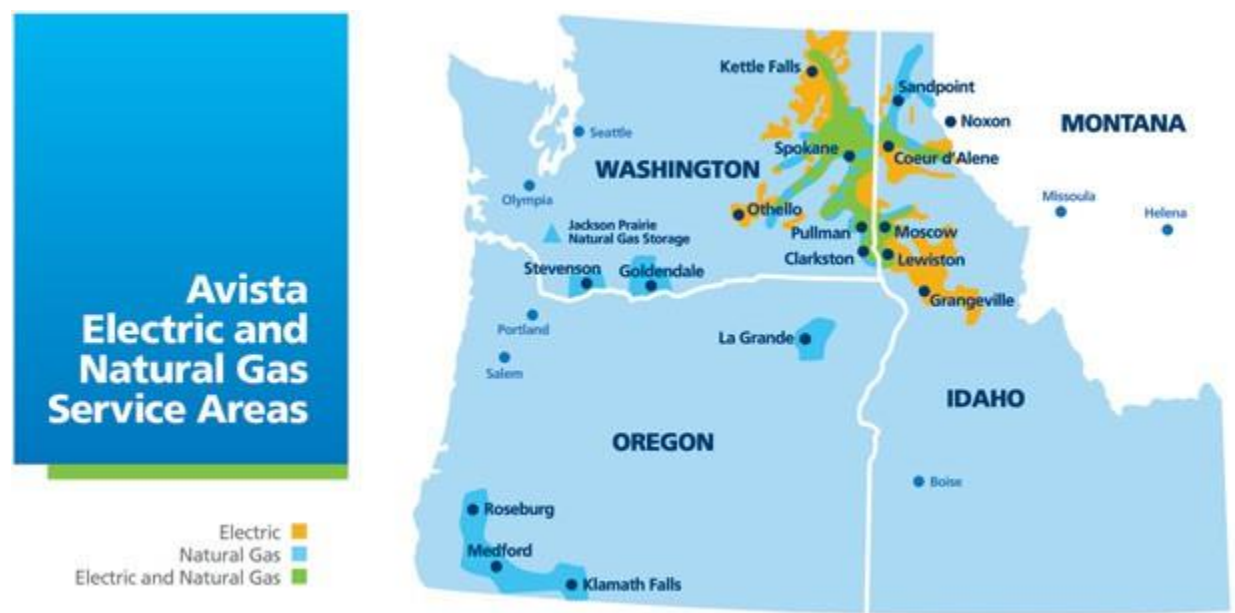 Avista
Electric and
Natural Gas
Service Areas
Electric
Natural Gas
Electric and Natural Gas
Kettle Falls
Sandpoint
Noxon
MONTANA
Seattle
Spokane
Coeur d'Alene
WASHINGTON
Olympia
Othello
Missoula
Helena
Jackson Prairie
Natural Gas Storage
Pullman
Moscow
Clarkston
Lewiston
Stevenson
Goldendale
Grangeville
Portland
La Grande
Salem
IDAHO
OREGON
Boise
Roseburg
Medford
Klamath Falls